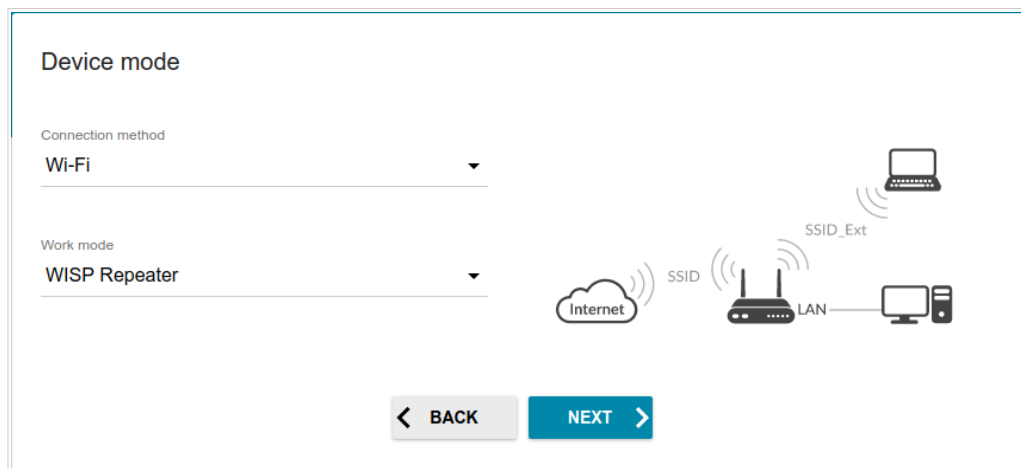 Device mode
Connection method
Wi-Fi
Work mode
WISP Repeater
SSID_Ext
SSID
Internet
LAN
BACK
NEXT